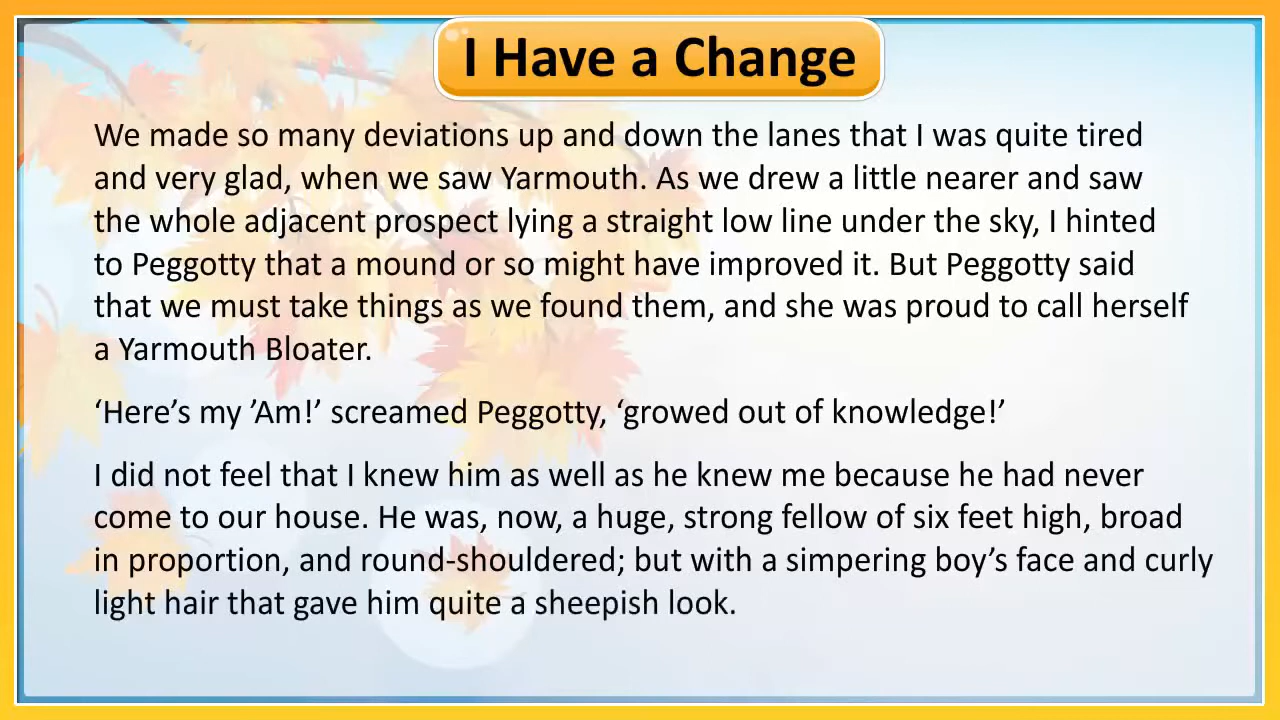 I Have a Change
We made so many deviations up and down the lanes that I was quite tired
and very glad, when we saw Yarmouth. As we drew a little nearer and saw
the whole adjacent prospect lying a straight low line under the sky, I hinted
to Peggotty that a mound or so might have improved it. But Peggotty said
that we must take things as we found them, and she was proud to call herself
a Yarmouth Bloater.
‘Here’s my ’Am!’ screamed Peggotty, ‘growed out of knowledge!’
I did not feel that I knew him as well as he knew me because he had never
come to our house. He was, now, a huge, strong fellow of six feet high, broad
in proportion, and round-shouldered; but with a simpering boy’s face and curly
light hair that gave him quite a sheepish look.